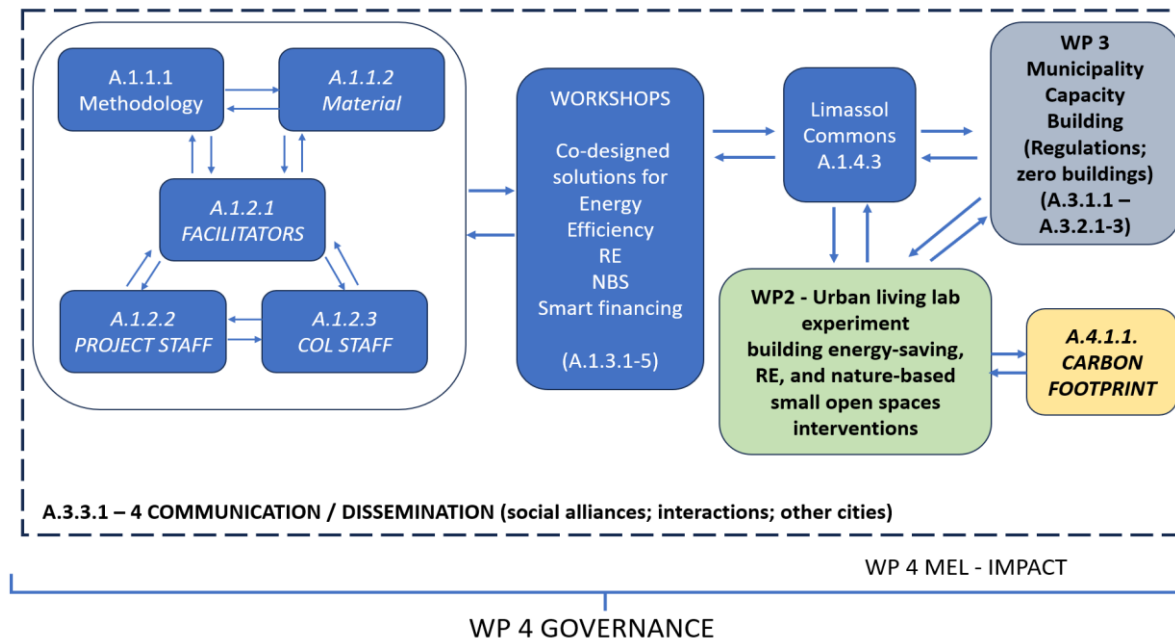 A.1.1.1
Methodology
A.1.1.2
Material
A.1.2.1
FACILITATORS
A.1.2.2
PROJECT STAFF
A.1.2.3
COL STAFF
WORKSHOPS
Co-designed
solutions for
Energy
Efficiency
RE
NBS
Smart financing
(A.1.3.1-5)
Limassol
Commons
A.1.4.3
WP 3
Municipality
Capacity
Building
(Regulations;
zero buildings)
(A.3.1.1 –
A.3.2.1-3)
WP2 - Urban living lab
experiment
building energy-saving,
RE, and nature-based
small open spaces
interventions
A.4.1.1.
CARBON
FOOTPRINT
A.3.3.1 – 4 COMMUNICATION / DISSEMINATION (social alliances; interactions; other cities)
WP 4 MEL - IMPACT
WP 4 GOVERNANCE